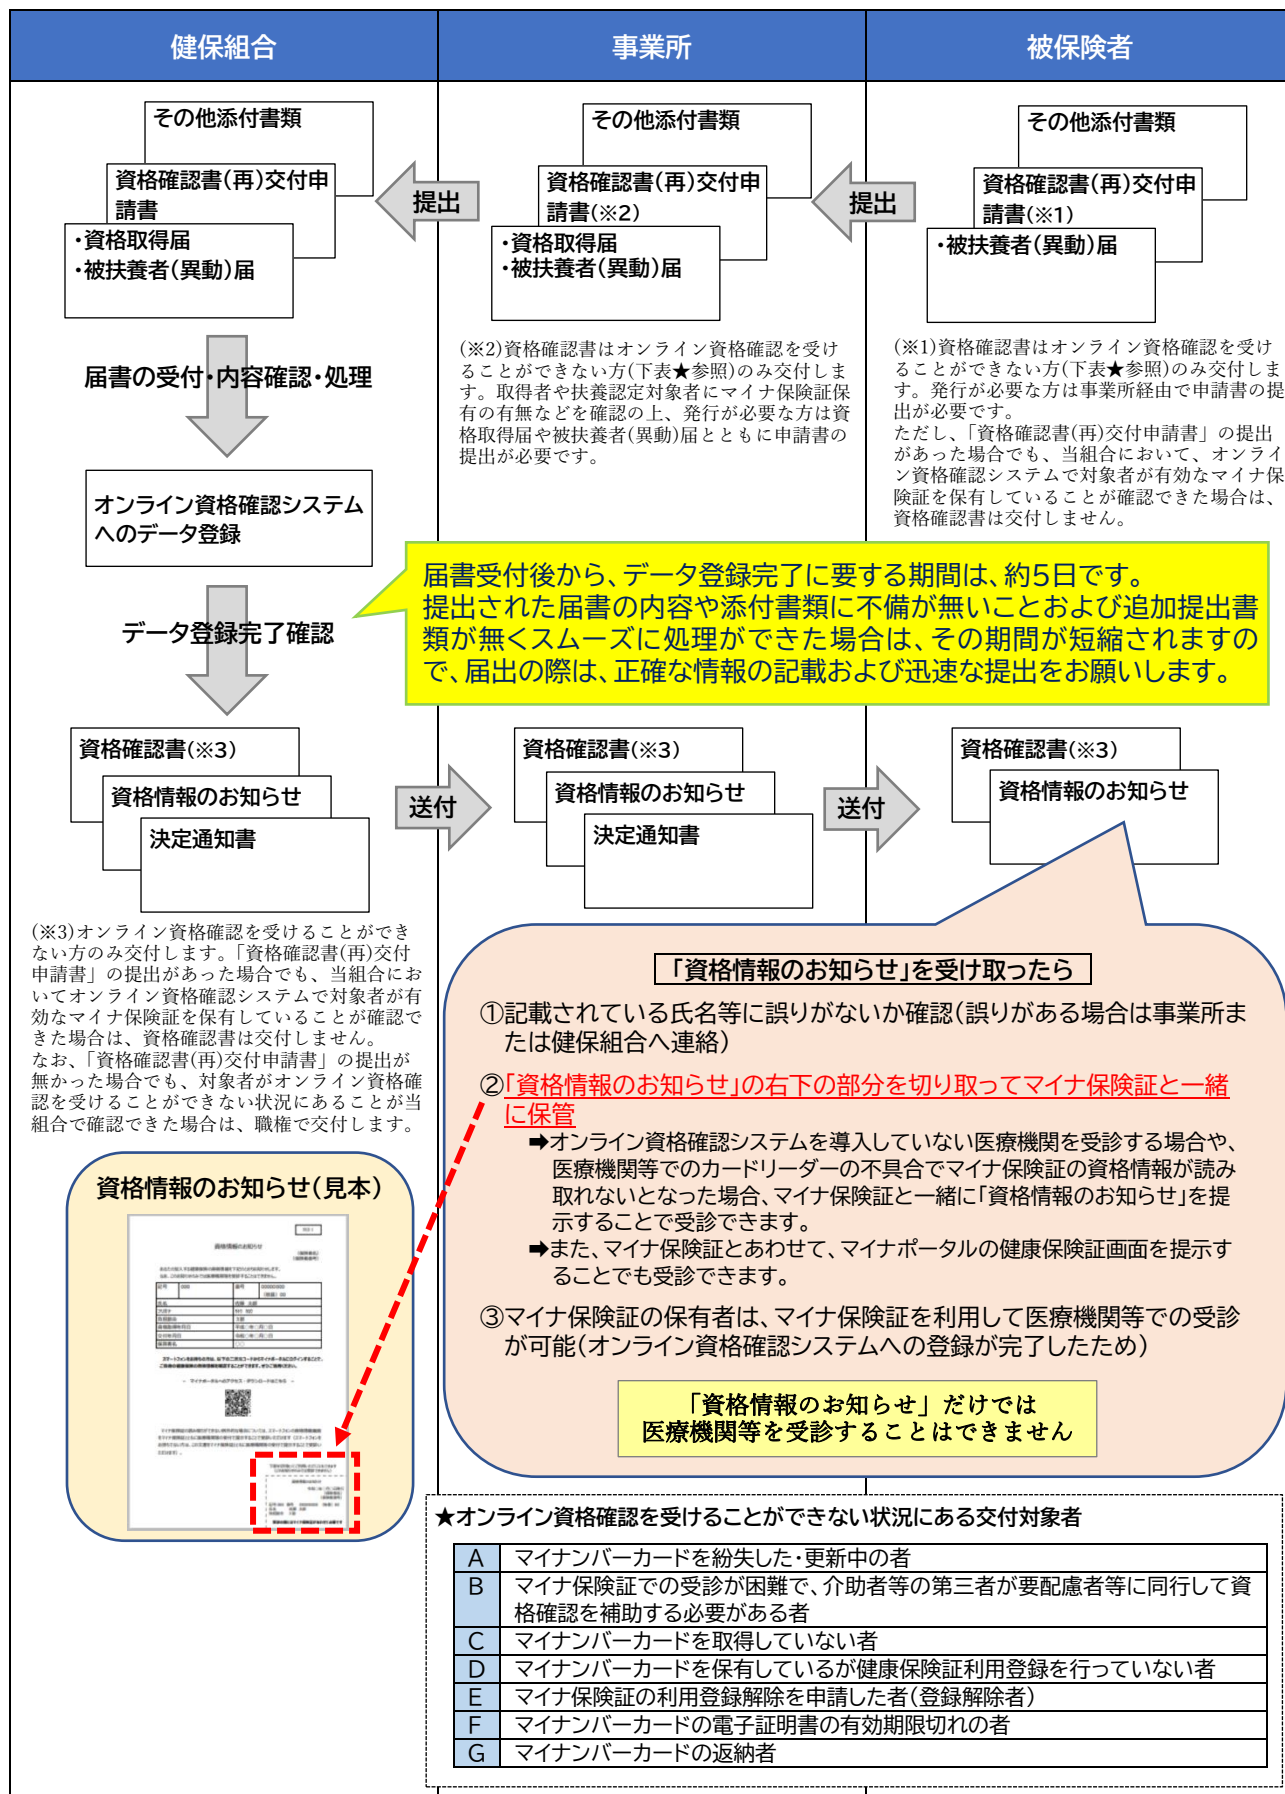 健保組合
事業所
被保険者
その他添付書類
資格確認書(再)交付申
請書
・資格取得届
・被扶養者(異動)届
提出
その他添付書類
資格確認書(再)交付申
請書(※2)
・資格取得届
・被扶養者(異動)届
提出
その他添付書類
資格確認書(再)交付申
請書(※1)
・被扶養者(異動)届
届書の受付・内容確認・処理
(※2)資格確認書はオンライン資格確認を受け
ることができない方(下表★参照)のみ交付しま
す。取得者や扶養認定対象者にマイナ保険証保
有の有無などを確認の上、発行が必要な方は資
格取得届や被扶養者(異動)届とともに申請書の
提出が必要です。
(※1)資格確認書はオンライン資格確認を受け
ることができない方(下表★参照)のみ交付しま
す。発行が必要な方は事業所経由で申請書の提
出が必要です。
ただし、「資格確認書(再)交付申請書」の提出
があった場合でも、当組合において、オンライ
ン資格確認システムで対象者が有効なマイナ保
険証を保有していることが確認できた場合は、
資格確認書は交付しません。
オンライン資格確認システム
へのデータ登録
データ登録完了確認
届書受付後から、データ登録完了に要する期間は、約5日です。
提出された届書の内容や添付書類に不備が無いことおよび追加提出書
類が無くスムーズに処理ができた場合は、その期間が短縮されますの
で、届出の際は、正確な情報の記載および迅速な提出をお願いします。
資格確認書(※3)
資格情報のお知らせ
決定通知書
送付
資格確認書(※3)
資格情報のお知らせ
決定通知書
送付
資格確認書(※3)
資格情報のお知らせ
(※3)オンライン資格確認を受けることができ
ない方のみ交付します。「資格確認書(再)交付
申請書」の提出があった場合でも、当組合にお
いてオンライン資格確認システムで対象者が有
効なマイナ保険証を保有していることが確認で
きた場合は、資格確認書は交付しません。
なお、「資格確認書(再)交付申請書」の提出が
無かった場合でも、対象者がオンライン資格確
認を受けることができない状況にあることが当
組合で確認できた場合は、職権で交付します。
「資格情報のお知らせ」を受け取ったら
①記載されている氏名等に誤りがないか確認(誤りがある場合は事業所ま
たは健保組合へ連絡)
②「資格情報のお知らせ」の右下の部分を切り取ってマイナ保険証と一緒
に保管
➡オンライン資格確認システムを導入していない医療機関を受診する場合や、
医療機関等でのカードリーダーの不具合でマイナ保険証の資格情報が読み
取れないとなった場合、マイナ保険証と一緒に「資格情報のお知らせ」を提
示することで受診できます。
➡また、マイナ保険証とあわせて、マイナポータルの健康保険証画面を提示す
ることでも受診できます。
③マイナ保険証の保有者は、マイナ保険証を利用して医療機関等での受診
が可能(オンライン資格確認システムへの登録が完了したため)
「資格情報のお知らせ」だけでは
医療機関等を受診することはできません
資格情報のお知らせ(見本)
資格情報のお知らせ
★オンライン資格確認を受けることができない状況にある交付対象者
A マイナンバーカードを紛失した・更新中の者
B マイナ保険証での受診が困難で、介助者等の第三者が要配慮者等に同行して資
格確認を補助する必要がある者
C マイナンバーカードを取得していない者
D マイナンバーカードを保有しているが健康保険証利用登録を行っていない者
E マイナ保険証の利用登録解除を申請した者(登録解除者)
F マイナンバーカードの電子証明書の有効期限切れの者
G マイナンバーカードの返納者